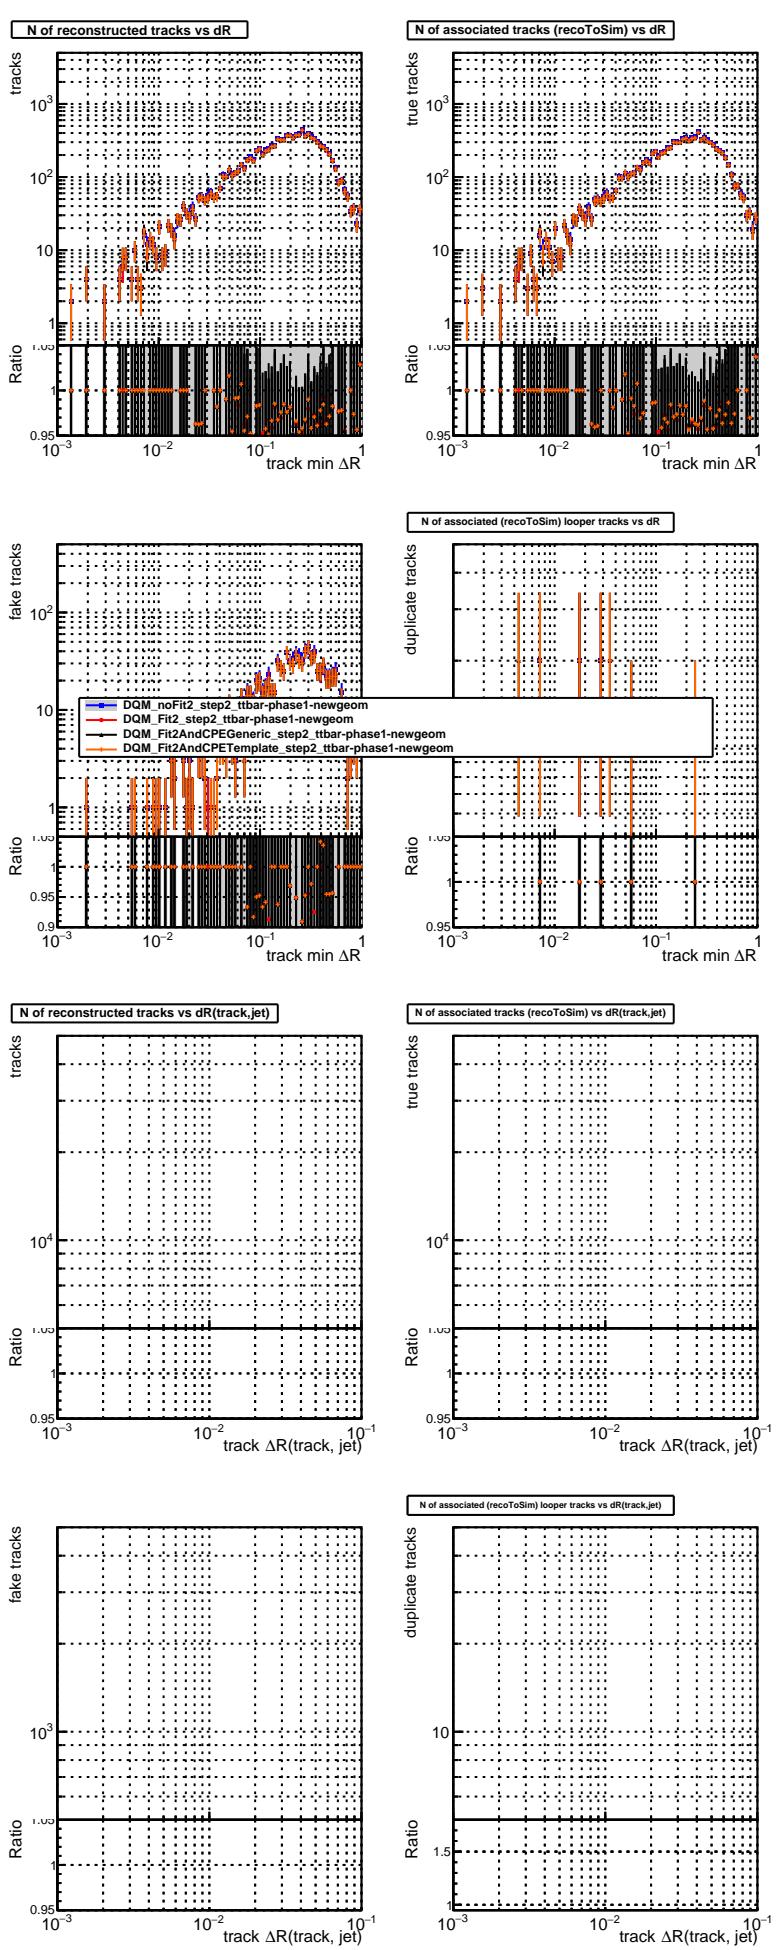 N of reconstructed tracks vs dR
tracks
10³
10²
10
1
Ratio
1.05
1
0.95
10⁻³ 10⁻² 10⁻¹ 1
track min ΔR
N of associated tracks (recoToSim) vs dR
true tracks
10³
10²
10
1
Ratio
1.05
1
0.95
10⁻³ 10⁻² 10⁻¹ 1
track min ΔR
fake tracks
10²
10
1
Ratio
1.05
1
0.95
0.9
10⁻³ 10⁻² 10⁻¹ 1
track min ΔR
N of associated (recoToSim) looper tracks vs dR
duplicate tracks
Ratio
1.05
1
0.95
10⁻³ 10⁻² 10⁻¹ 1
track min ΔR
DQM_noFit2_step2_ttbar-phase1-newgeom
DQM_Fit2_step2_ttbar-phase1-newgeom
DQM_Fit2AndCPEGeneric_step2_ttbar-phase1-newgeom
DQM_Fit2AndCPETemplate_step2_ttbar-phase1-newgeom
N of reconstructed tracks vs dR(track,jet)
tracks
10⁴
Ratio
1.05
1
0.95
10⁻³ 10⁻² 10⁻¹
track ΔR(track, jet)
N of associated tracks (recoToSim) vs dR(track,jet)
true tracks
10⁴
Ratio
1.05
1
0.95
10⁻³ 10⁻² 10⁻¹
track ΔR(track, jet)
fake tracks
10³
Ratio
1.05
1
0.95
10⁻³ 10⁻² 10⁻¹
track ΔR(track, jet)
N of associated (recoToSim) looper tracks vs dR(track,jet)
duplicate tracks
10
Ratio
1.5
1
10⁻³ 10⁻² 10⁻¹
track ΔR(track, jet)